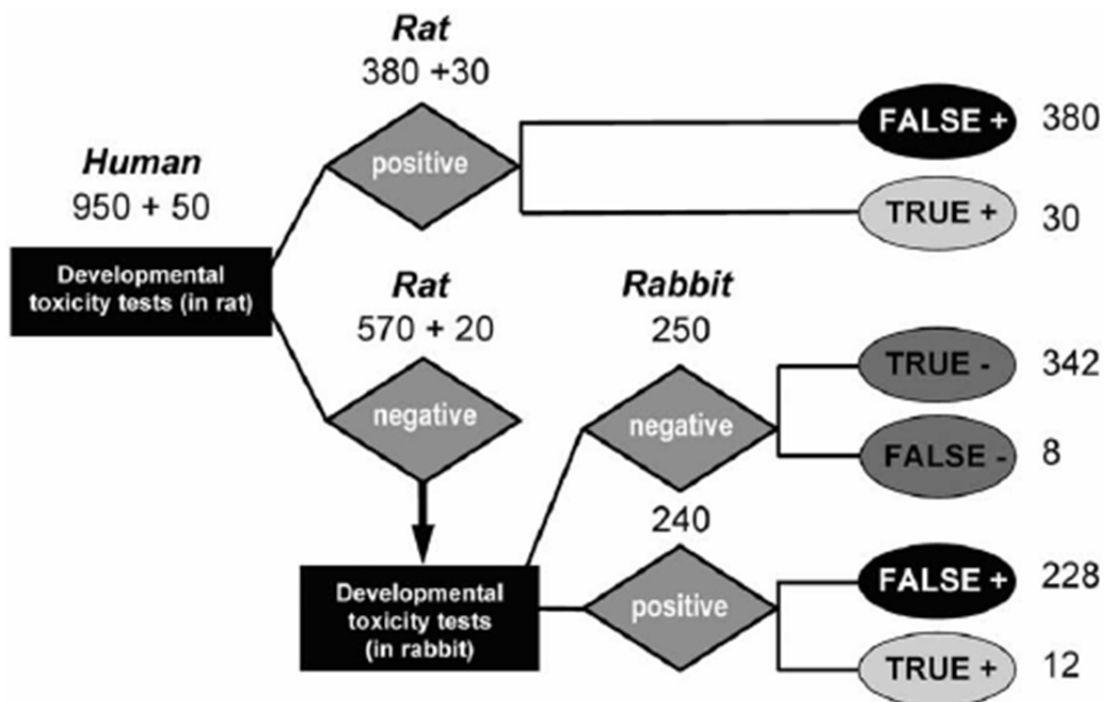 Rat
380 +30
positive
FALSE + 380
TRUE + 30
Human
950 + 50
Developmental
toxicity tests (in rat)
Rat
570 + 20
negative
Rabbit
250
negative
TRUE - 342
FALSE - 8
240
Developmental
toxicity tests
(in rabbit)
positive
FALSE + 228
TRUE + 12